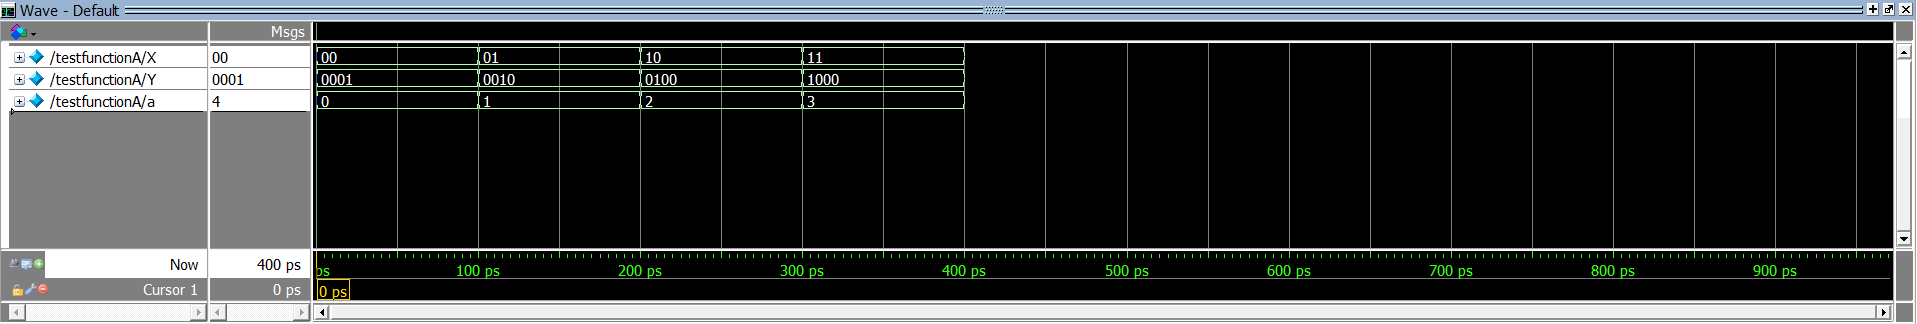 Wave - Default
Msgs
/testfunctionA/X 00 00 01 10 11
/testfunctionA/Y 0001 0001 0010 0100 1000
/testfunctionA/a 4 0 1 2 3
Now 400 ps ps 100 ps 200 ps 300 ps 400 ps 500 ps 600 ps 700 ps 800 ps 900 ps
Cursor 1 0 ps 0 ps